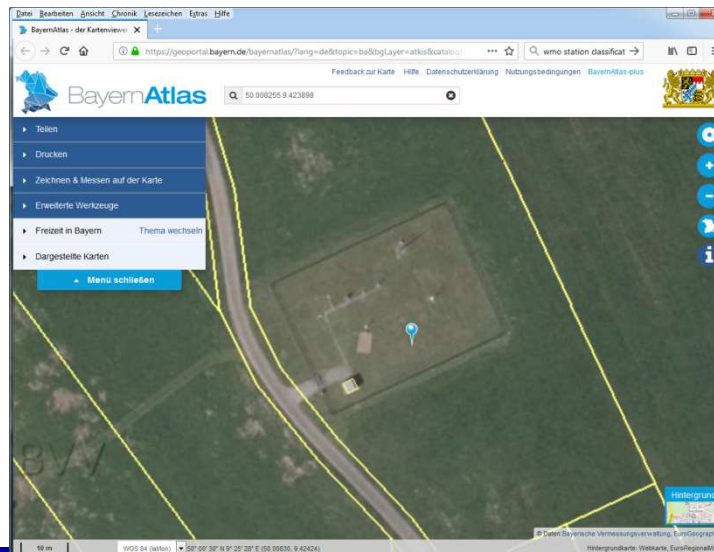 Datei Bearbeiten Ansicht Chronik Lesezeichen Extras Hilfe
BayernAtlas - der Kartenviewer
https://geoportal.bayern.de/bayernatlas/?lang=de&topic=ba&bgLayer=atkis&catalog
wmo station classificat
Feedback zur Karte Hilfe Datenschutzerklärung Nutzungsbedingungen BayernAtlas-plus
BayernAtlas
50.008255 9.423898
Teilen
Drucken
Zeichnen & Messen auf der Karte
Erweiterte Werkzeuge
Freizeit in Bayern Thema wechseln
Dargestellte Karten
Menü schließen
BVV
Hintergrund
© Daten: Bayerische Vermessungsverwaltung, EuroGeograph
10 m WGS 84 (lat/lon) 50° 00' 30" N 9° 25' 28" E (50.00830, 9.42424) Hintergrundkarte: Webkarte, EuroRegionalM